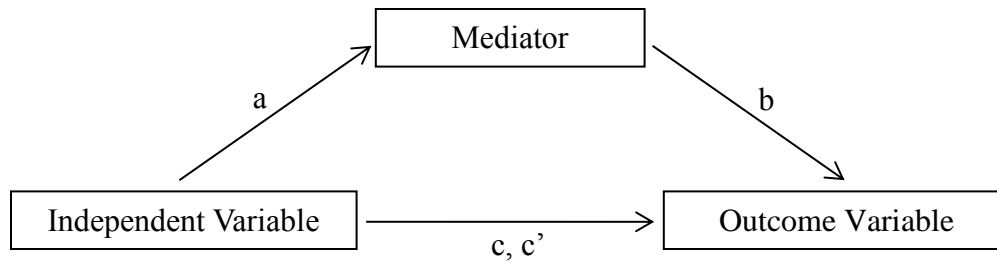 Mediator
a
b
Independent Variable
Outcome Variable
c, c’